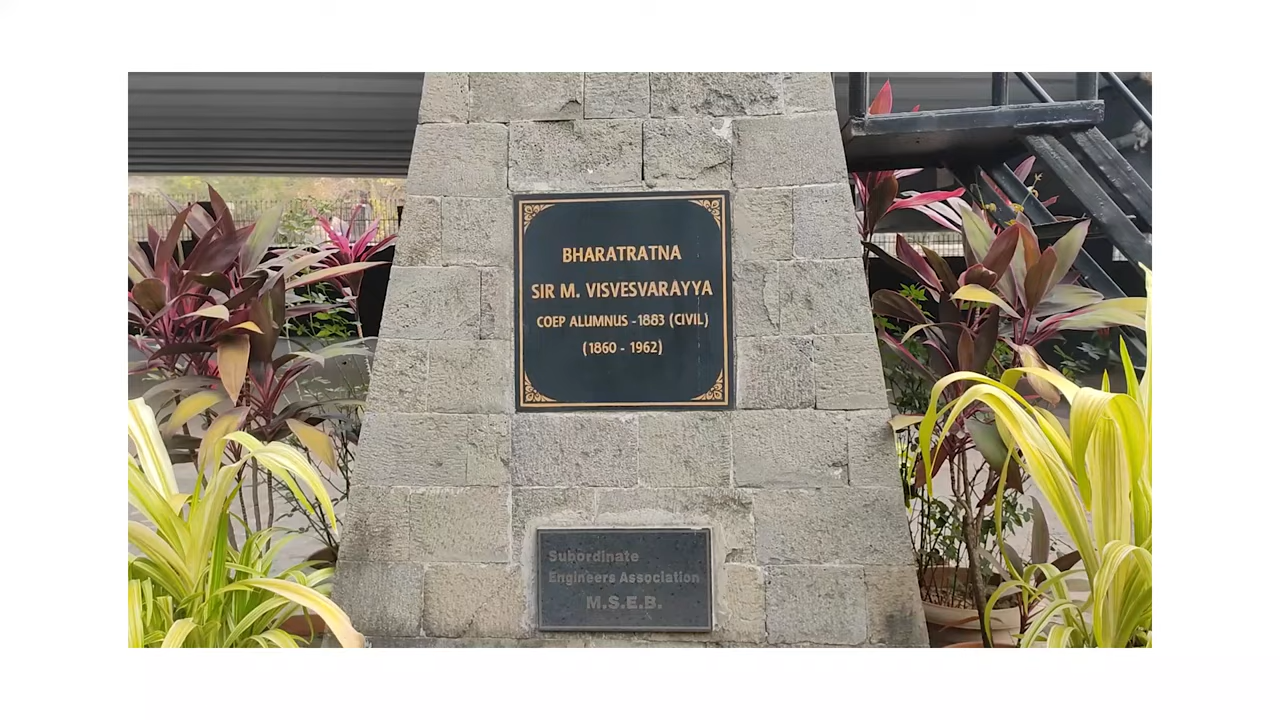 BHARATRATNA
SIR M. VISVESVARAYYA
COEP ALUMNUS - 1883 (CIVIL)
(1860 - 1962)
Subordinate
Engineers Association
M.S.E.B.